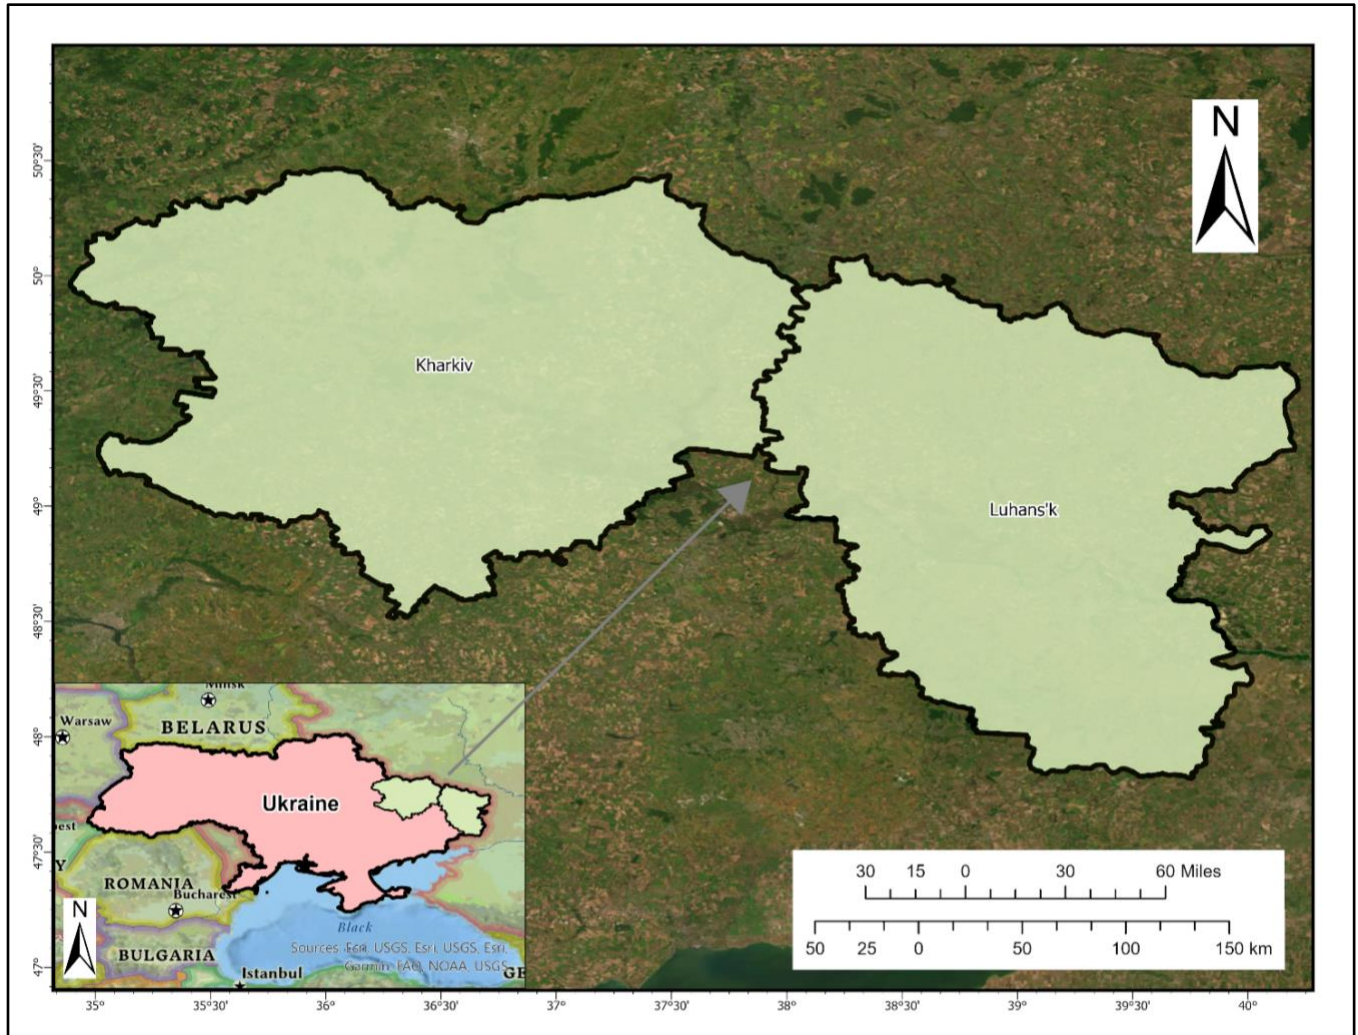 N
50°30'
50°
49°30'
49°
48°30'
48°
47°30'
47°
Kharkiv
Luhans'k
Minsk
Warsaw
BELARUS
Ukraine
est
Y
ROMANIA
Bucharest
N
Black
BULGARIA
Sources: Esri, USGS, Esri, USGS, Esri,
Garmin, FAO, NOAA, USGS
GE
Istanbul
30 15 0 30 60 Miles
50 25 0 50 100 150 km
35° 35°30' 36° 36°30' 37° 37°30' 38° 38°30' 39° 39°30' 40°